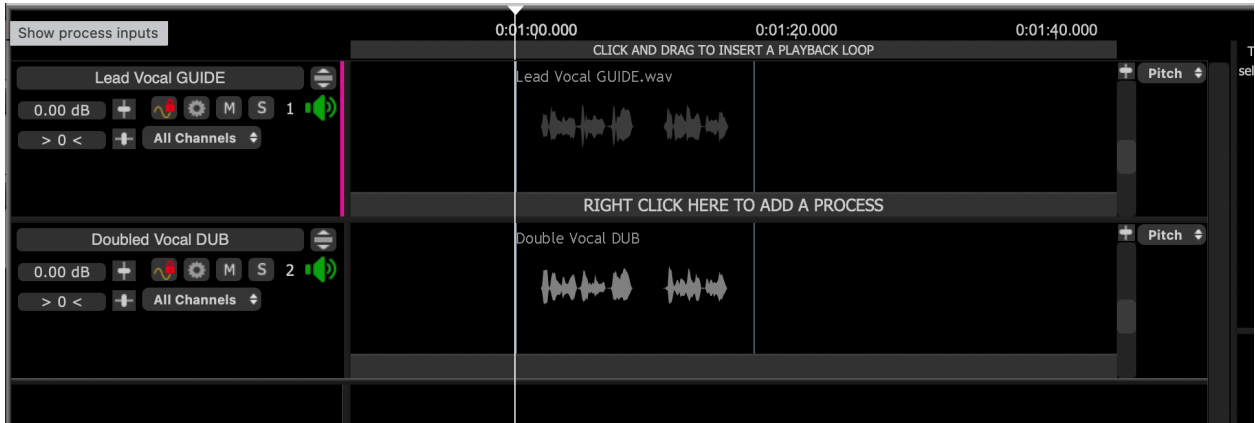 Show process inputs
0:01:00.000 0:01:20.000 0:01:40.000
CLICK AND DRAG TO INSERT A PLAYBACK LOOP
Lead Vocal GUIDE
Lead Vocal GUIDE.wav
Pitch
0.00 dB M S 1
> 0 < All Channels
RIGHT CLICK HERE TO ADD A PROCESS
Doubled Vocal DUB
Double Vocal DUB
Pitch
0.00 dB M S 2
> 0 < All Channels